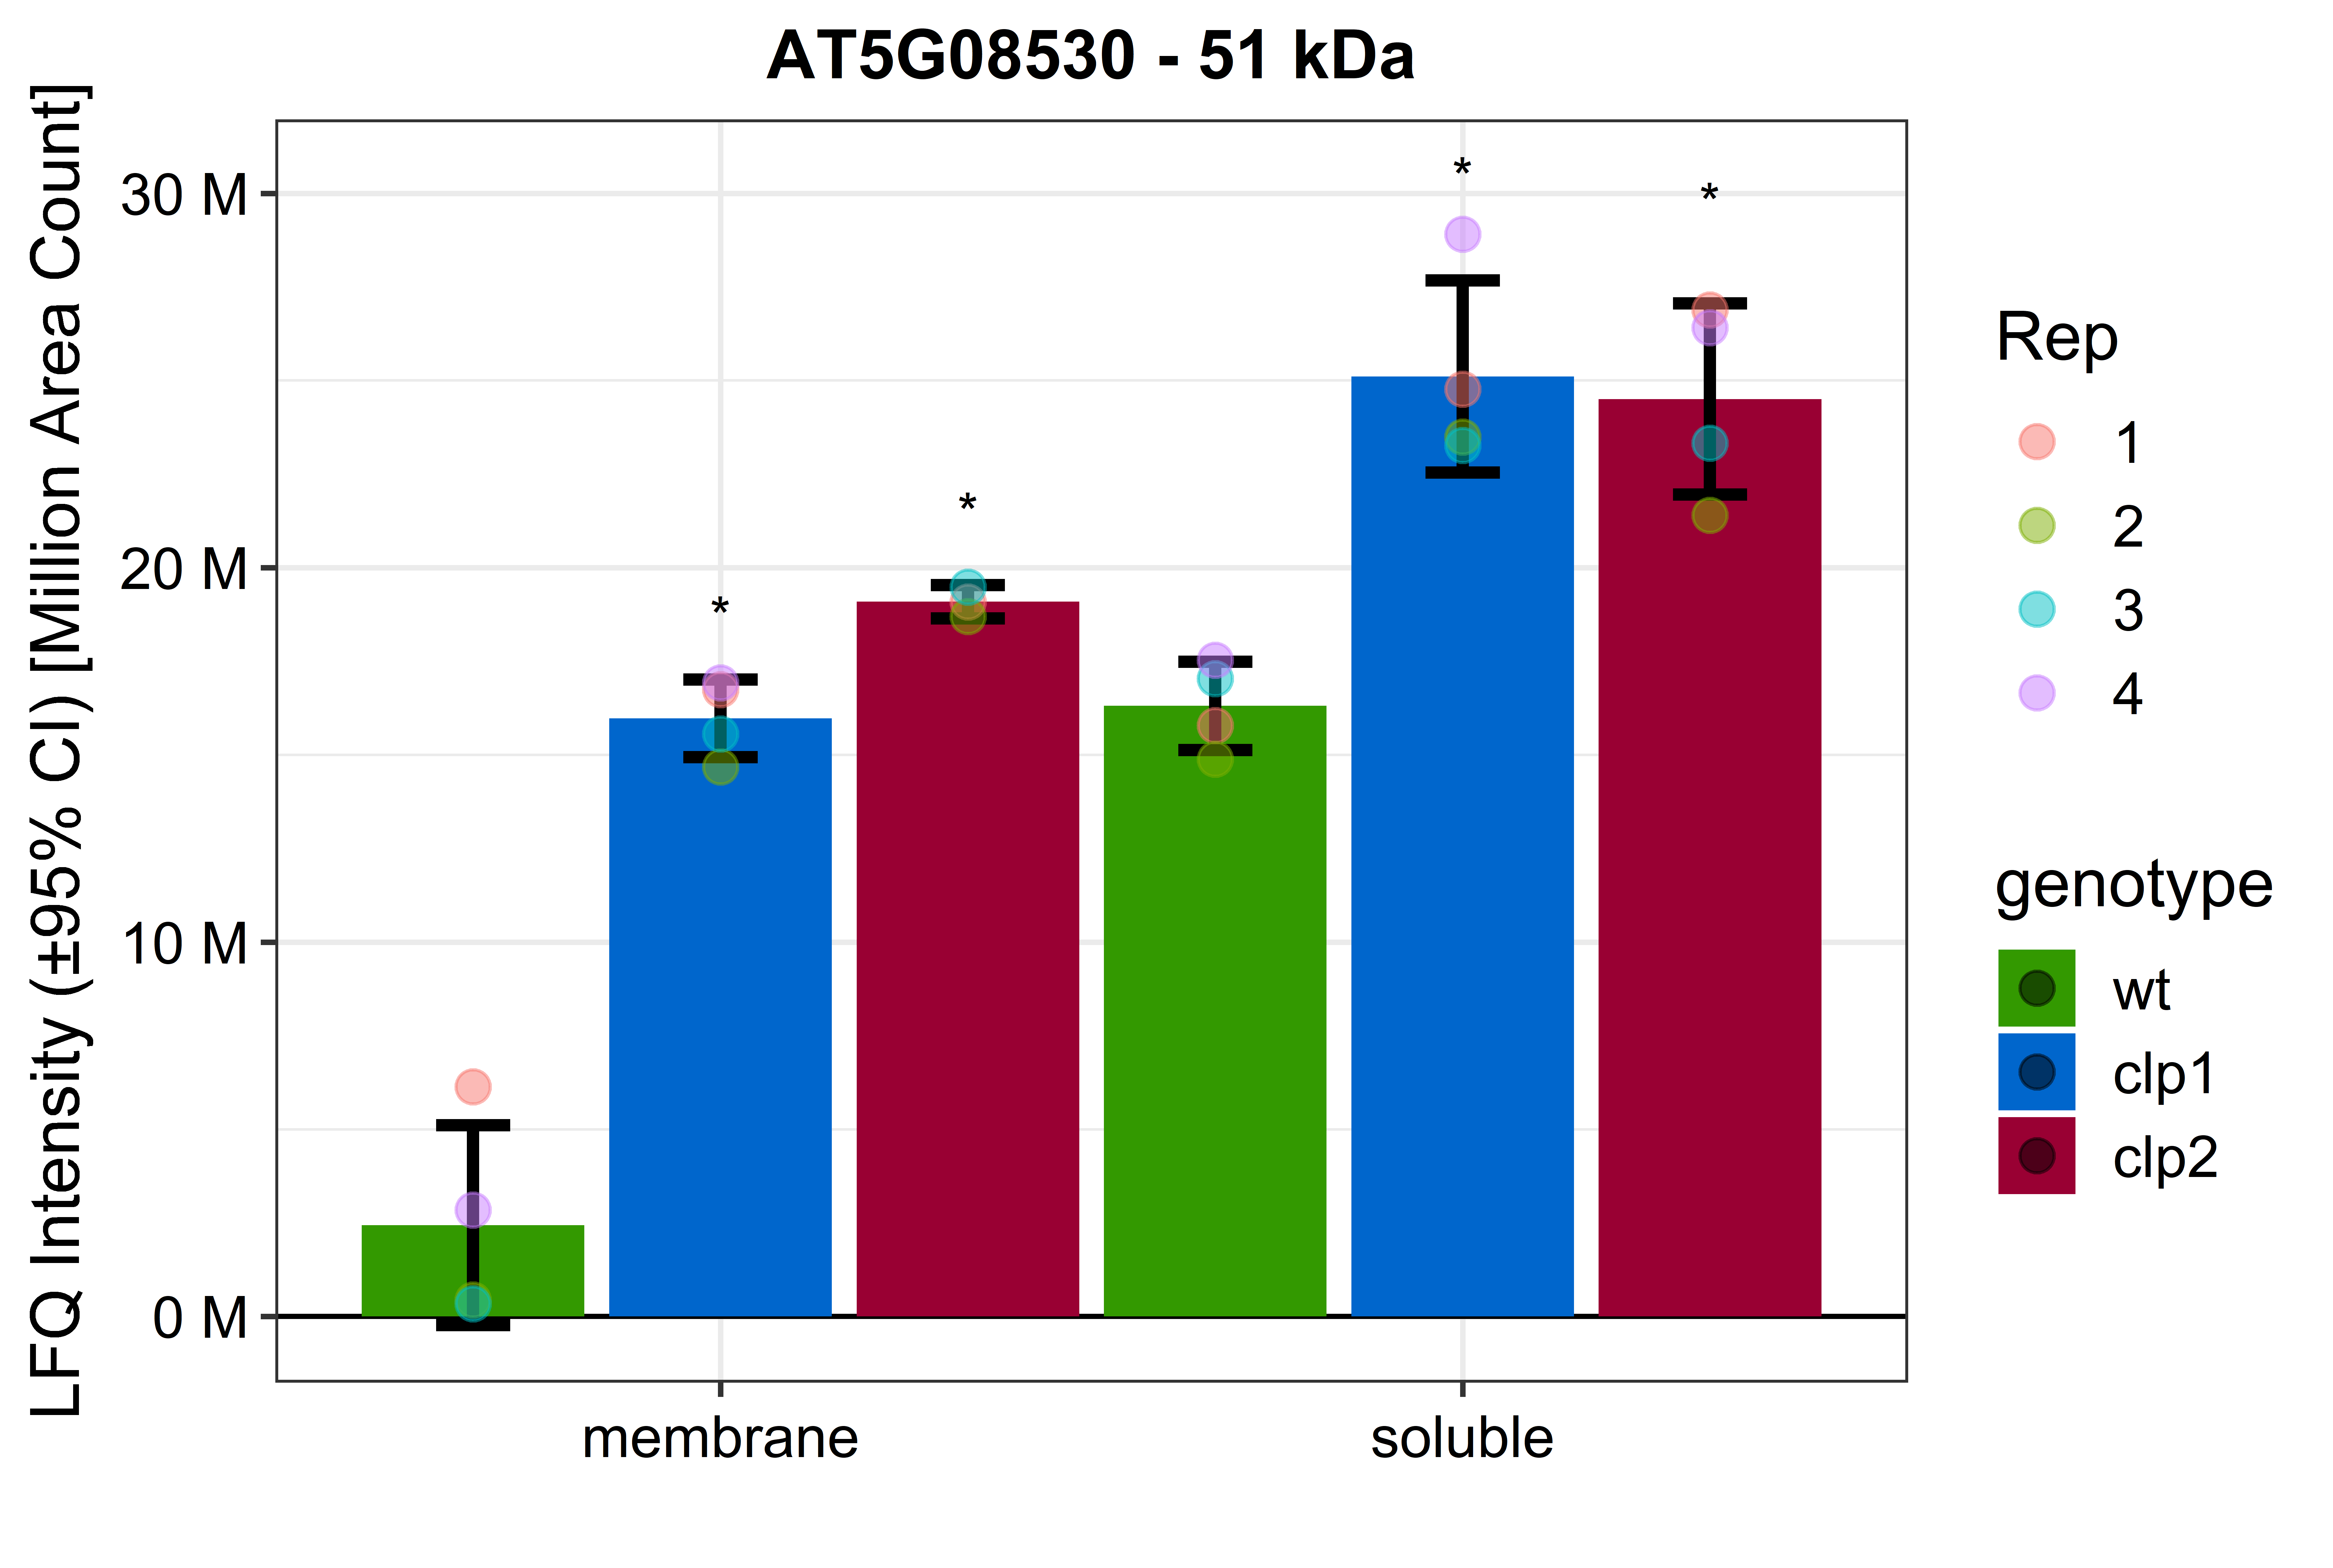 AT5G08530 - 51 kDa
LFQ Intensity (±95% CI) [Million Area Count]
30 M
20 M
10 M
0 M
*
*
*
*
membrane
soluble
Rep
1
2
3
4
genotype
wt
clp1
clp2